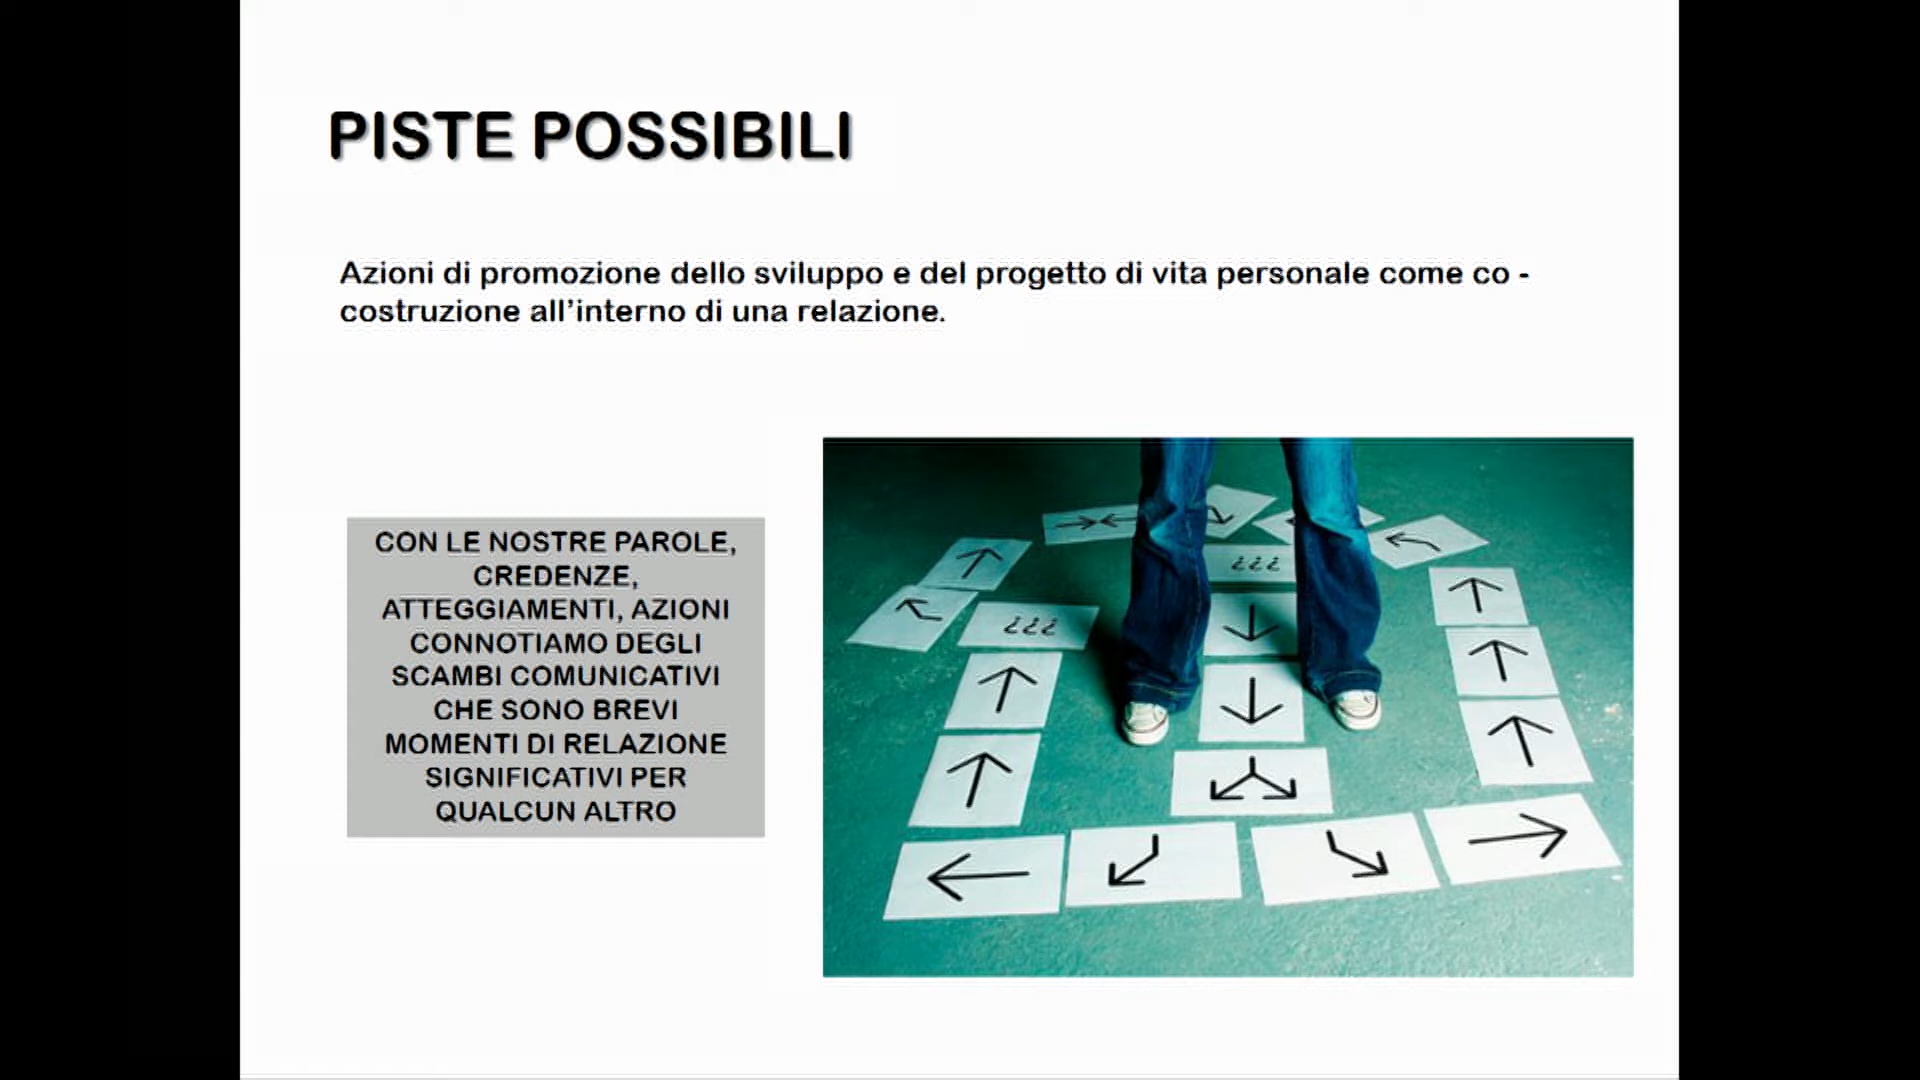 PISTE POSSIBILI
Azioni di promozione dello sviluppo e del progetto di vita personale come co -
costruzione all’interno di una relazione.
CON LE NOSTRE PAROLE,
CREDENZE,
ATTEGGIAMENTI, AZIONI
CONNOTIAMO DEGLI
SCAMBI COMUNICATIVI
CHE SONO BREVI
MOMENTI DI RELAZIONE
SIGNIFICATIVI PER
QUALCUN ALTRO
¿¿¿
¿¿¿